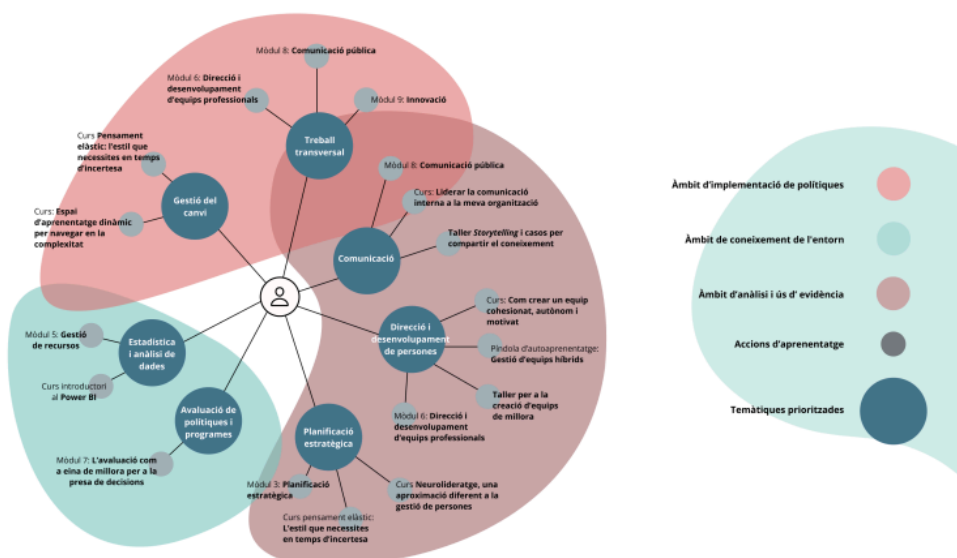 Mòdul 8: Comunicació pública
Mòdul 6: Direcció i
desenvolupament
d'equips professionals
Mòdul 9: Innovació
Treball
transversal
Curs Pensament
elàstic: l'estil que
necessites en temps
d'incertesa
Gestió del
canvi
Curs: Espai
d'aprenentatge dinàmic
per navegar en la
complexitat
Mòdul 8: Comunicació pública
Curs: Liderar la comunicació
interna a la meva organització
Taller Storytelling i casos per
compartir el coneixement
Comunicació
Curs: Com crear un equip
cohesionat, autònom i
motivat
Direcció i
desenvolupament
de persones
Píndola d'autoaprenentatge:
Gestió d'equips híbrids
Taller per a la
creació d'equips
de millora
Mòdul 6: Direcció i
desenvolupament
d'equips professionals
Mòdul 5: Gestió
de recursos
Estadística
i anàlisi de
dades
Curs introductori
al Power BI
Avaluació de
polítiques i
programes
Mòdul 7: L'avaluació com
a eina de millora per a la
presa de decisions
Planificació
estratègica
Mòdul 3: Planificació
estratègica
Curs Neurolideratge, una
aproximació diferent a la
gestió de persones
Curs pensament elàstic:
L'estil que necessites
en temps d'incertesa
Àmbit d'implementació de polítiques
Àmbit de coneixement de l'entorn
Àmbit d'anàlisi i ús d' evidència
Accions d'aprenentatge
Temàtiques prioritzades